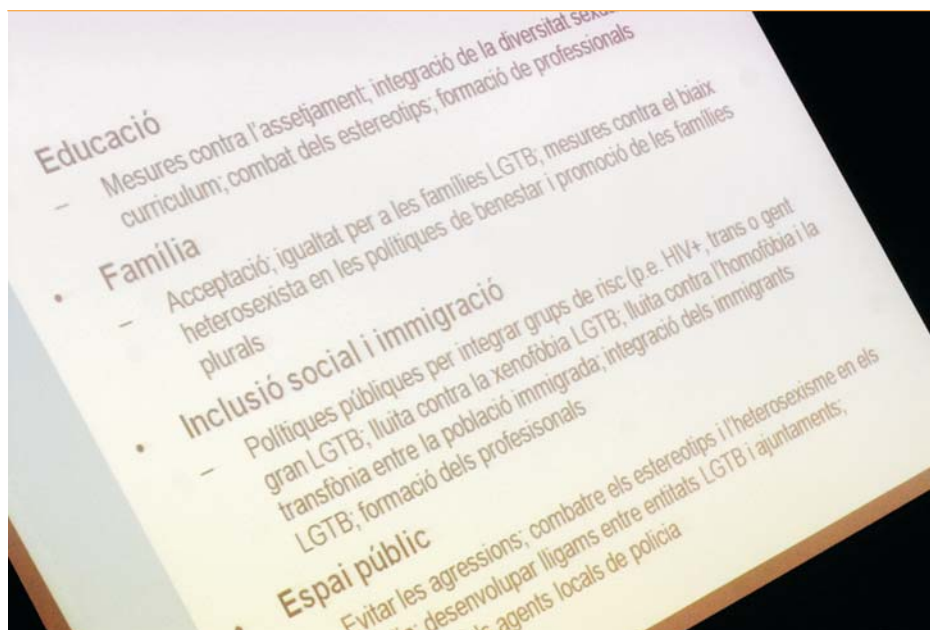 Educació
– Mesures contra l'assetjament; integració de la diversitat
curriculum; combat dels estereotips; formació de professionals
• Família
– Acceptació; igualtat per a les famílies LGTB; mesures contra el biaix
heterosexista en les polítiques de benestar i promoció de les famílies
plurals
• Inclusió social i immigració
– Polítiques públiques per integrar grups de risc (p.e. HIV+, trans o gent
gran LGTB; lluita contra la xenofòbia LGTB; lluita contra l'homofòbia i la
transfònia entre la població immigrada; integració dels immigrants
LGTB; formació dels profesisonals
Espai públic
Evitar les agressions; combatre els estereotips i l'heterosexisme en els
desenvolupar lligams entre entitats LGTB i ajuntaments;
agents locals de policia